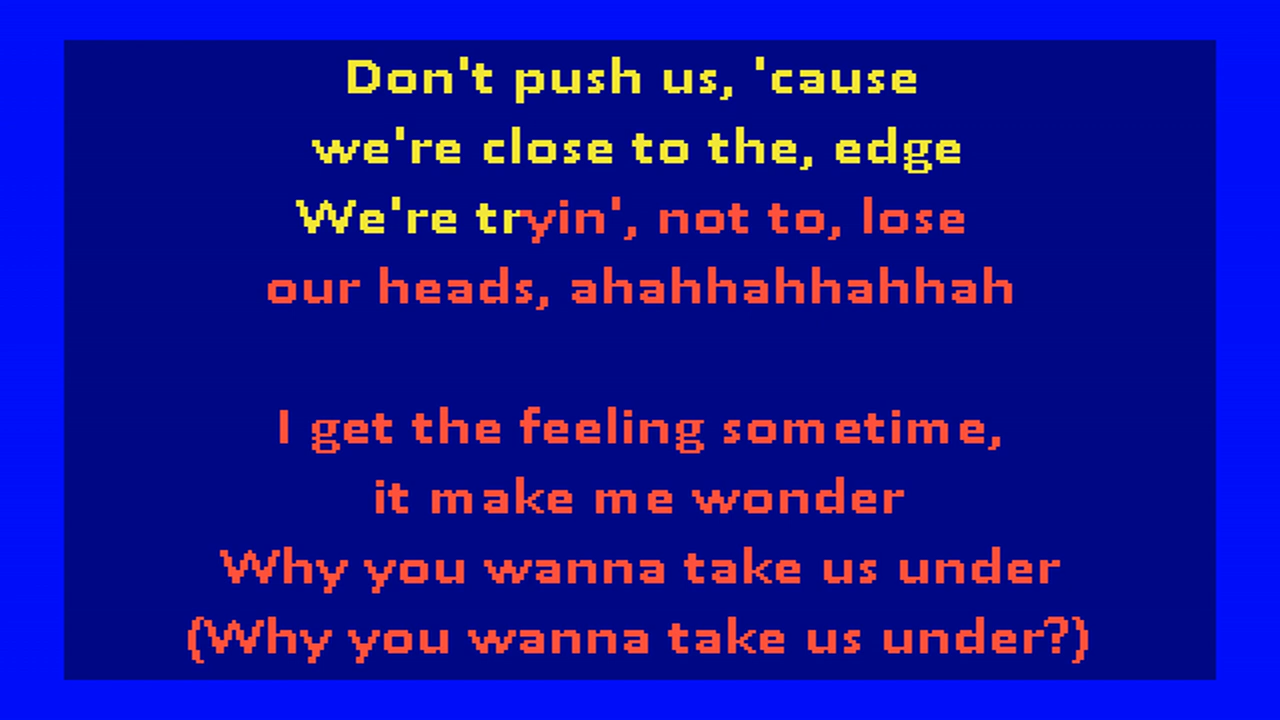 Don't push us, 'cause
we're close to the, edge
We're tryin', not to, lose
our heads, ahahhahhahhah
I get the feeling sometime,
it make me wonder
Why you wanna take us under
(Why you wanna take us under?)